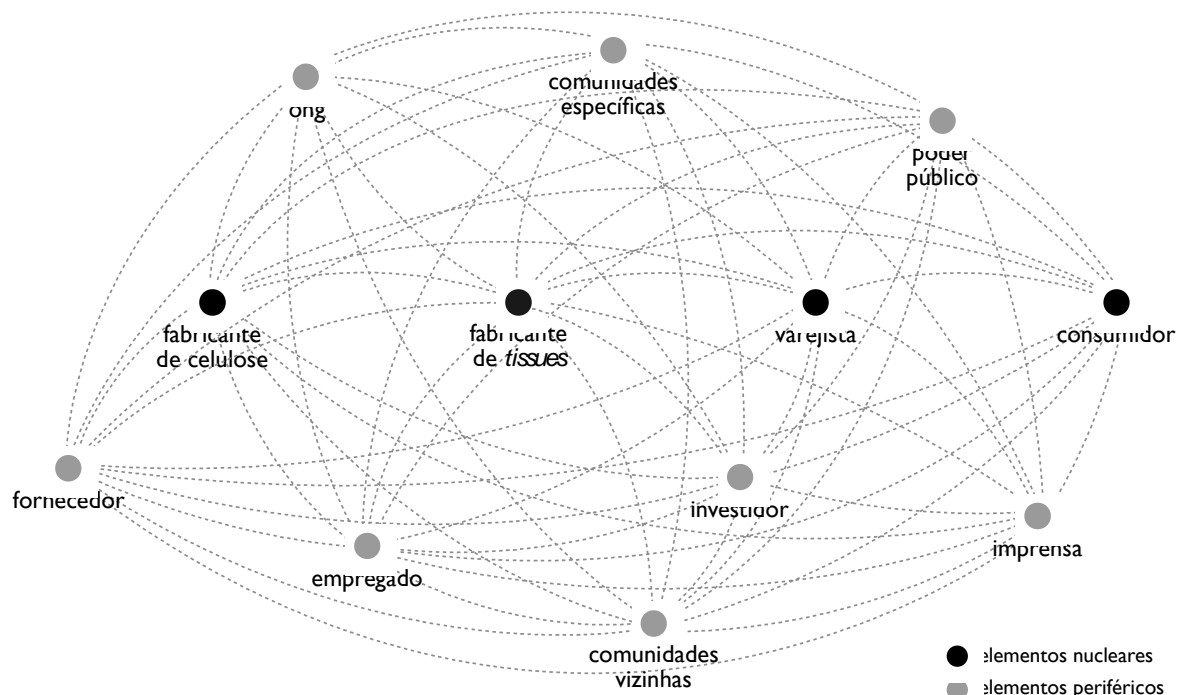 ong
comunidades
específicas
poder
público
fabricante
de celulose
fabricante
de tissues
varejista
consumidor
fornecedor
investidor
imprensa
empregado
comunidades
vizinhas
elementos nucleares
elementos periféricos